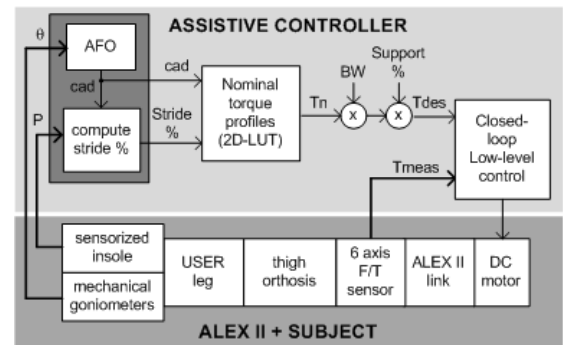 ASSISTIVE CONTROLLER
θ
AFO
cad
cad
P
compute
stride %
Stride
%
Nominal
torque
profiles
(2D-LUT)
Tn
BW
x
Support
%
x
Tdes
Closed-
loop
Low-level
control
Tmeas
sensorized
insole
mechanical
goniometers
USER
leg
thigh
orthosis
6 axis
F/T
sensor
ALEX II
link
DC
motor
ALEX II + SUBJECT